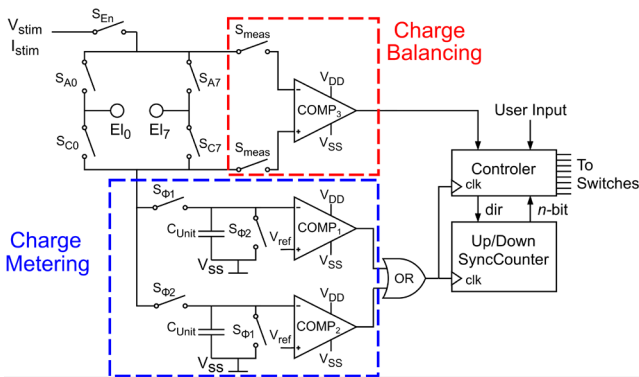 V_stim
I_stim
S_En
S_meas
Charge
Balancing
S_A0
S_A7
V_DD
−
COMP_3
+
V_SS
EI_0
EI_7
User Input
S_C0
S_C7
S_meas
Controler
clk
To
Switches
dir
n-bit
Up/Down
SyncCounter
clk
Charge
Metering
S_Φ1
C_Unit
S_Φ2
V_ref
V_SS
V_DD
−
COMP_1
+
V_SS
OR
S_Φ2
C_Unit
S_Φ1
V_ref
V_SS
V_DD
−
COMP_2
+
V_SS